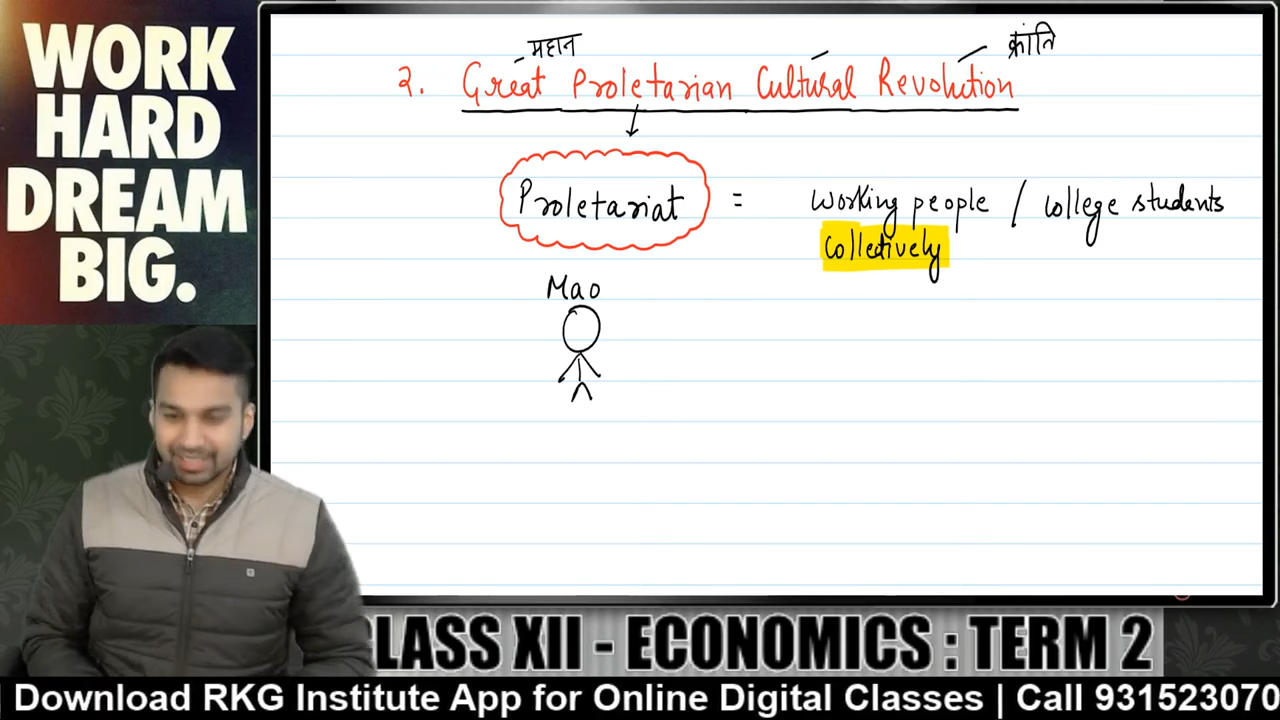 WORK
HARD
DREAM
BIG.
महान क्रांति
2. Great Proletarian Cultural Revolution
Proletariat = working people / college students
collectively
Mao
CLASS XII - ECONOMICS : TERM 2
Download RKG Institute App for Online Digital Classes | Call 931523070